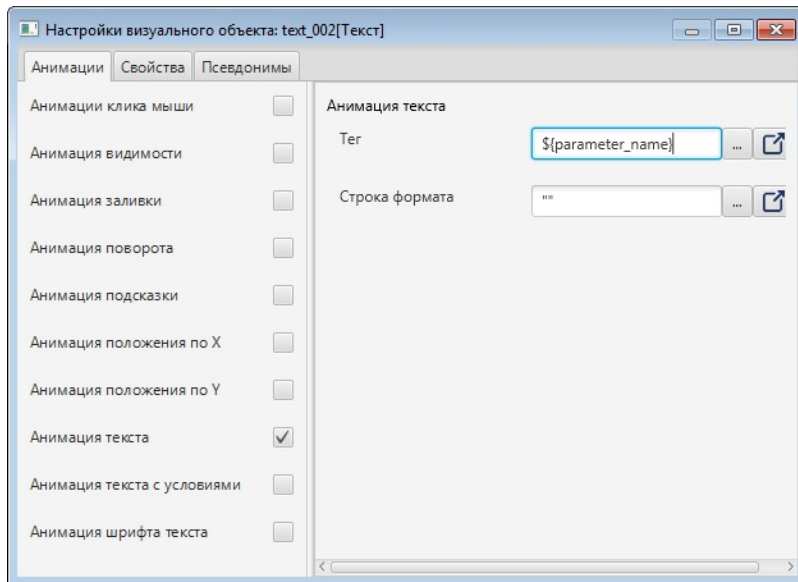 Настройки визуального объекта: text_002[Текст]
Анимации Свойства Псевдонимы
Анимации клика мыши
Анимация видимости
Анимация заливки
Анимация поворота
Анимация подсказки
Анимация положения по X
Анимация положения по Y
Анимация текста
Анимация текста с условиями
Анимация шрифта текста
Анимация текста
Тег ${parameter_name} ...
Строка формата "" ...